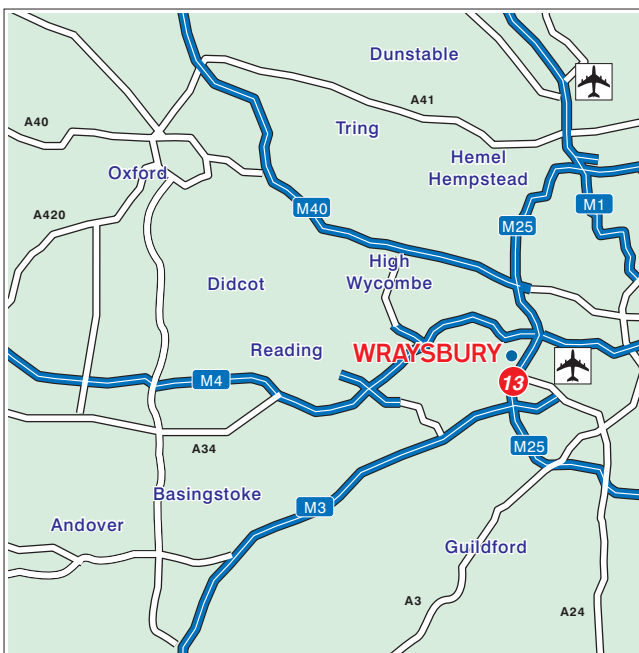 Dunstable
A41
A40
Tring
Hemel
Hempstead
Oxford
M1
M40
A420
M25
High
Wycombe
Didcot
Reading
WRAYSBURY
M4
13
A34
M25
Basingstoke
M3
Andover
Guildford
A3
A24